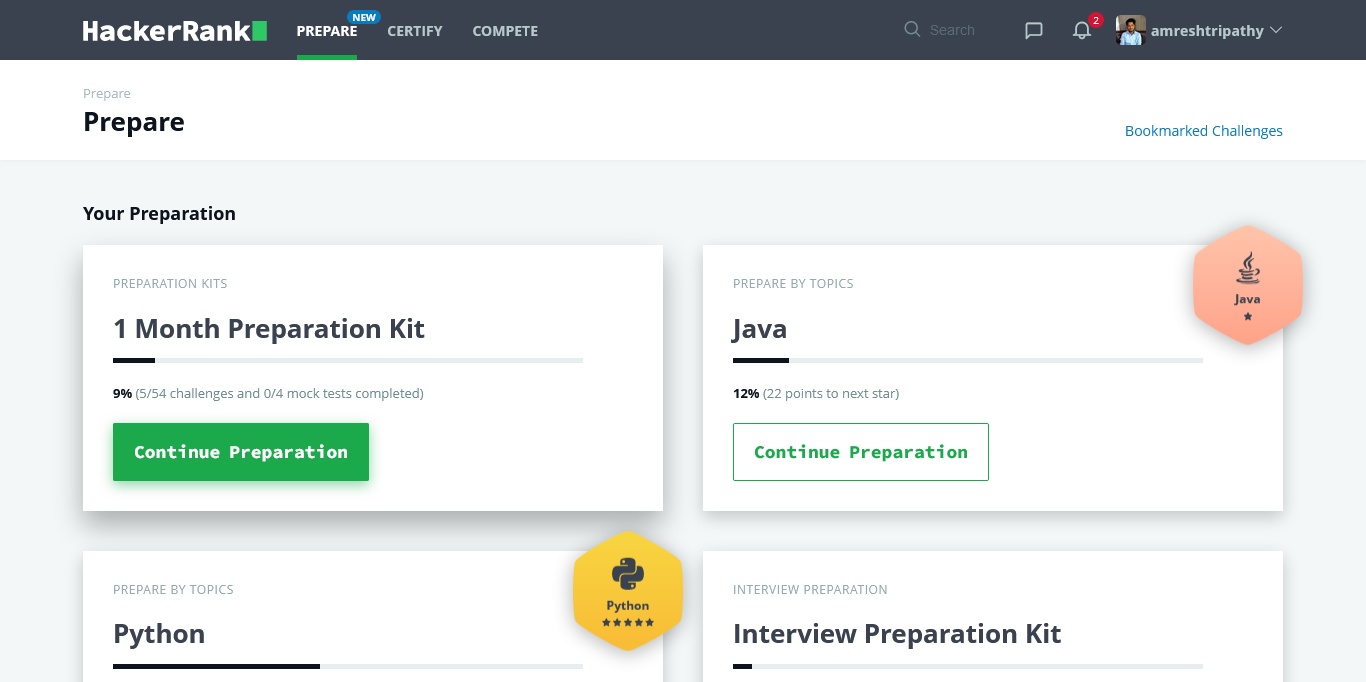 HackerRank
PREPARE
NEW
CERTIFY
COMPETE
Search
2
amreshtripathy
Prepare
Prepare
Bookmarked Challenges
Your Preparation
PREPARATION KITS
1 Month Preparation Kit
9% (5/54 challenges and 0/4 mock tests completed)
Continue Preparation
PREPARE BY TOPICS
Java
12% (22 points to next star)
Continue Preparation
Java
PREPARE BY TOPICS
Python
Python
INTERVIEW PREPARATION
Interview Preparation Kit